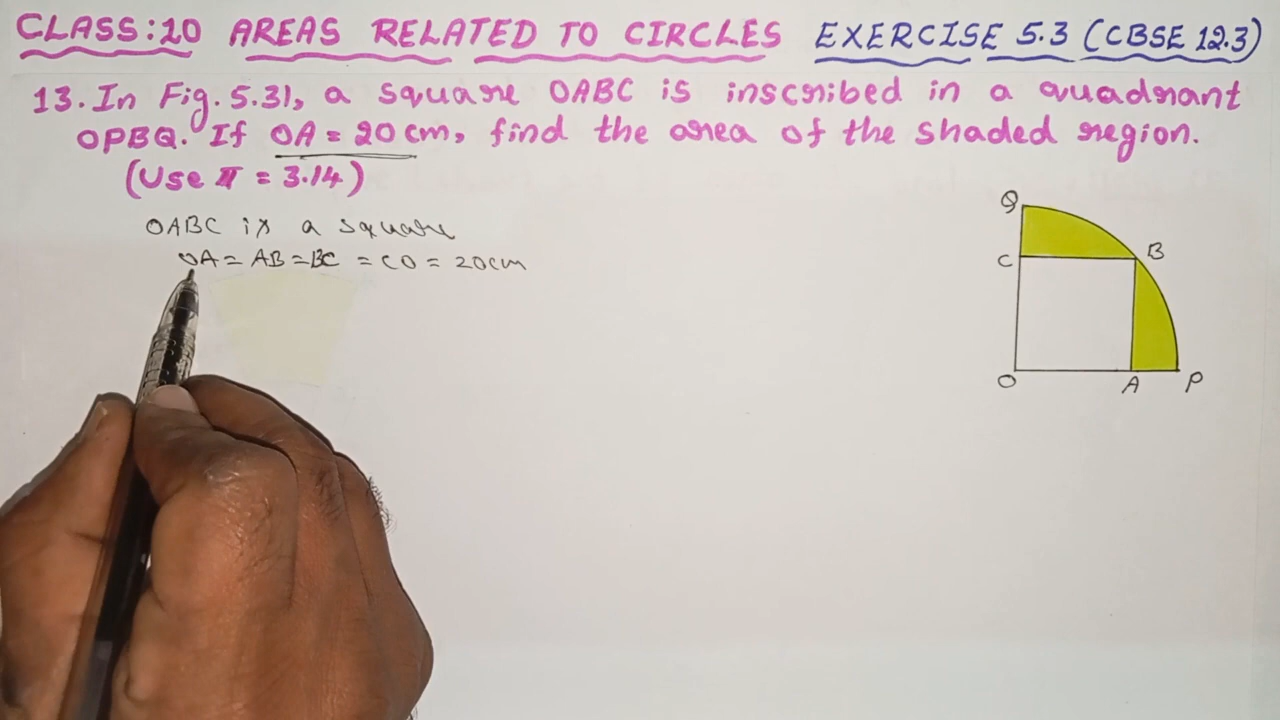 CLASS:10 AREAS RELATED TO CIRCLES EXERCISE 5.3 (CBSE 12.3)
13. In Fig. 5.31, a square OABC is inscribed in a quadrant
OPBQ. If OA = 20 cm, find the area of the shaded region.
(Use π = 3.14)
OABC is a square
OA = AB = BC = CO = 20cm
Q
C
B
O
A
P